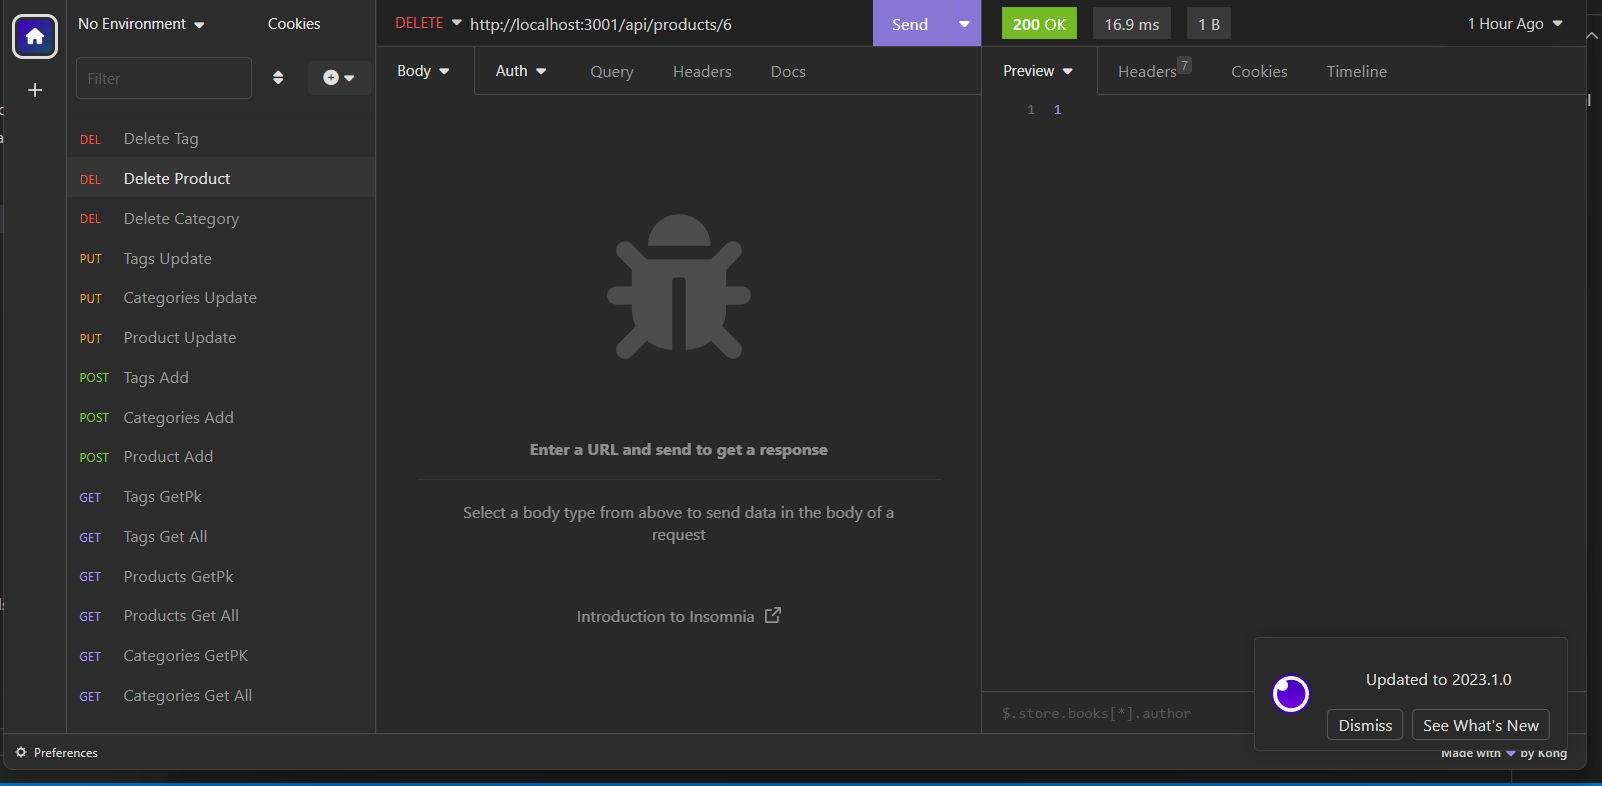 No Environment
Cookies
Filter
DEL Delete Tag
DEL Delete Product
DEL Delete Category
PUT Tags Update
PUT Categories Update
PUT Product Update
POST Tags Add
POST Categories Add
POST Product Add
GET Tags GetPk
GET Tags Get All
GET Products GetPk
GET Products Get All
GET Categories GetPK
GET Categories Get All
Preferences
DELETE http://localhost:3001/api/products/6 Send
Body Auth Query Headers Docs
Enter a URL and send to get a response
Select a body type from above to send data in the body of a
request
Introduction to Insomnia
200 OK 16.9 ms 1 B 1 Hour Ago
Preview Headers 7 Cookies Timeline
1 1
$.store.books[*].author
Updated to 2023.1.0
Dismiss See What's New
Made with by Kong